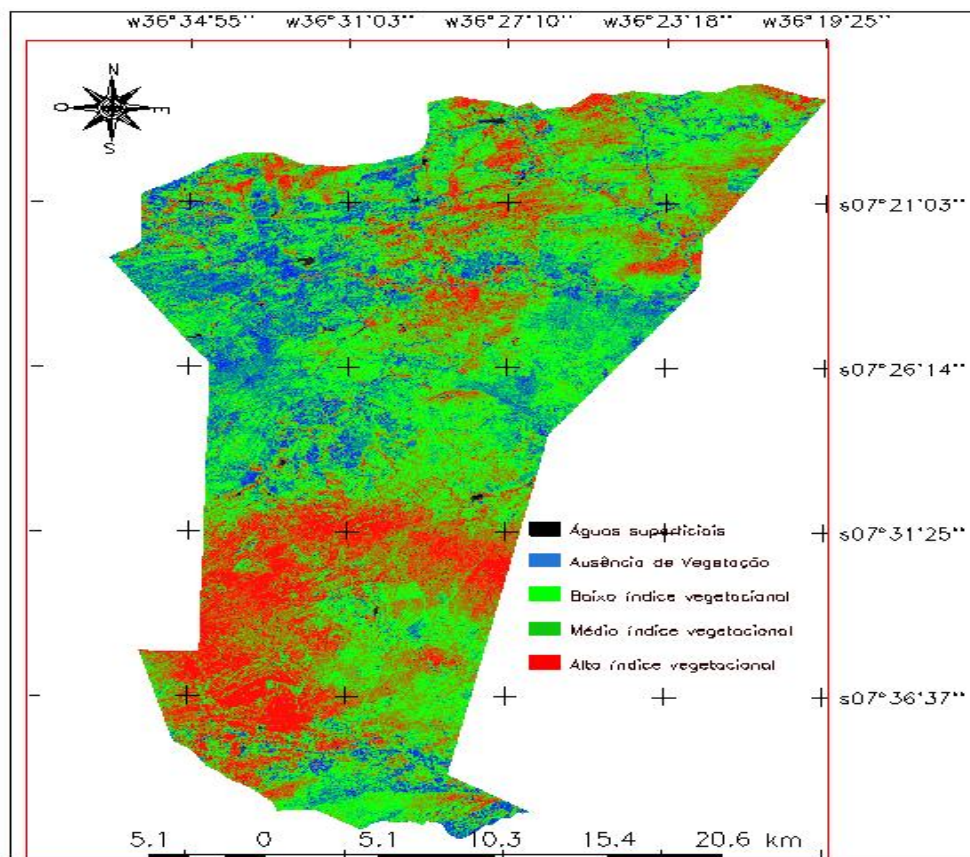 w36°34'55'' w36°31'03'' w36°27'10'' w36°23'18'' w36°19'25''
N
O E
S
s07°21'03''
s07°26'14''
s07°31'25''
Águas superficiais
Ausência de Vegetação
Baixo índice vegetacional
Médio índice vegetacional
Alto índice vegetacional
s07°36'37''
5.1 0 5.1 10.3 15.4 20.6 km